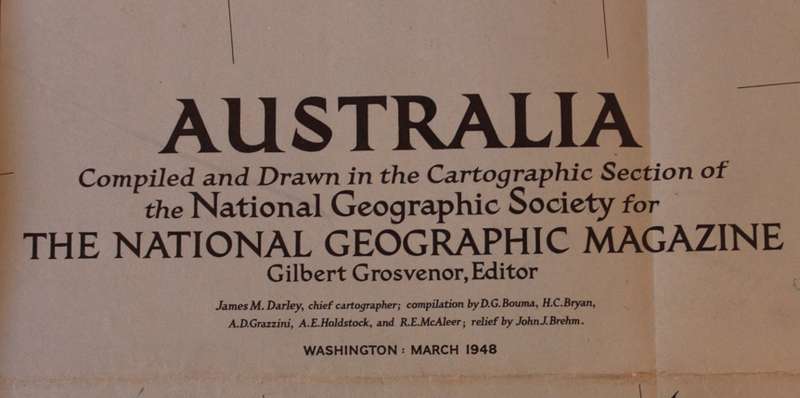 AUSTRALIA
Compiled and Drawn in the Cartographic Section of
the National Geographic Society for
THE NATIONAL GEOGRAPHIC MAGAZINE
Gilbert Grosvenor, Editor
James M. Darley, chief cartographer; compilation by D.G. Bouma, H.C. Bryan,
A.D. Grazzini, A.E. Holdstock, and R.E. McAleer; relief by John J. Brehm.
WASHINGTON: MARCH 1948